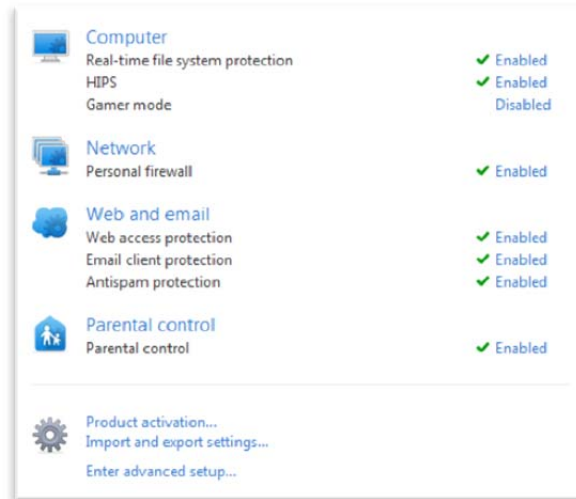 Computer
Real-time file system protection ✔ Enabled
HIPS ✔ Enabled
Gamer mode Disabled
Network
Personal firewall ✔ Enabled
Web and email
Web access protection ✔ Enabled
Email client protection ✔ Enabled
Antispam protection ✔ Enabled
Parental control
Parental control ✔ Enabled
Product activation...
Import and export settings...
Enter advanced setup...